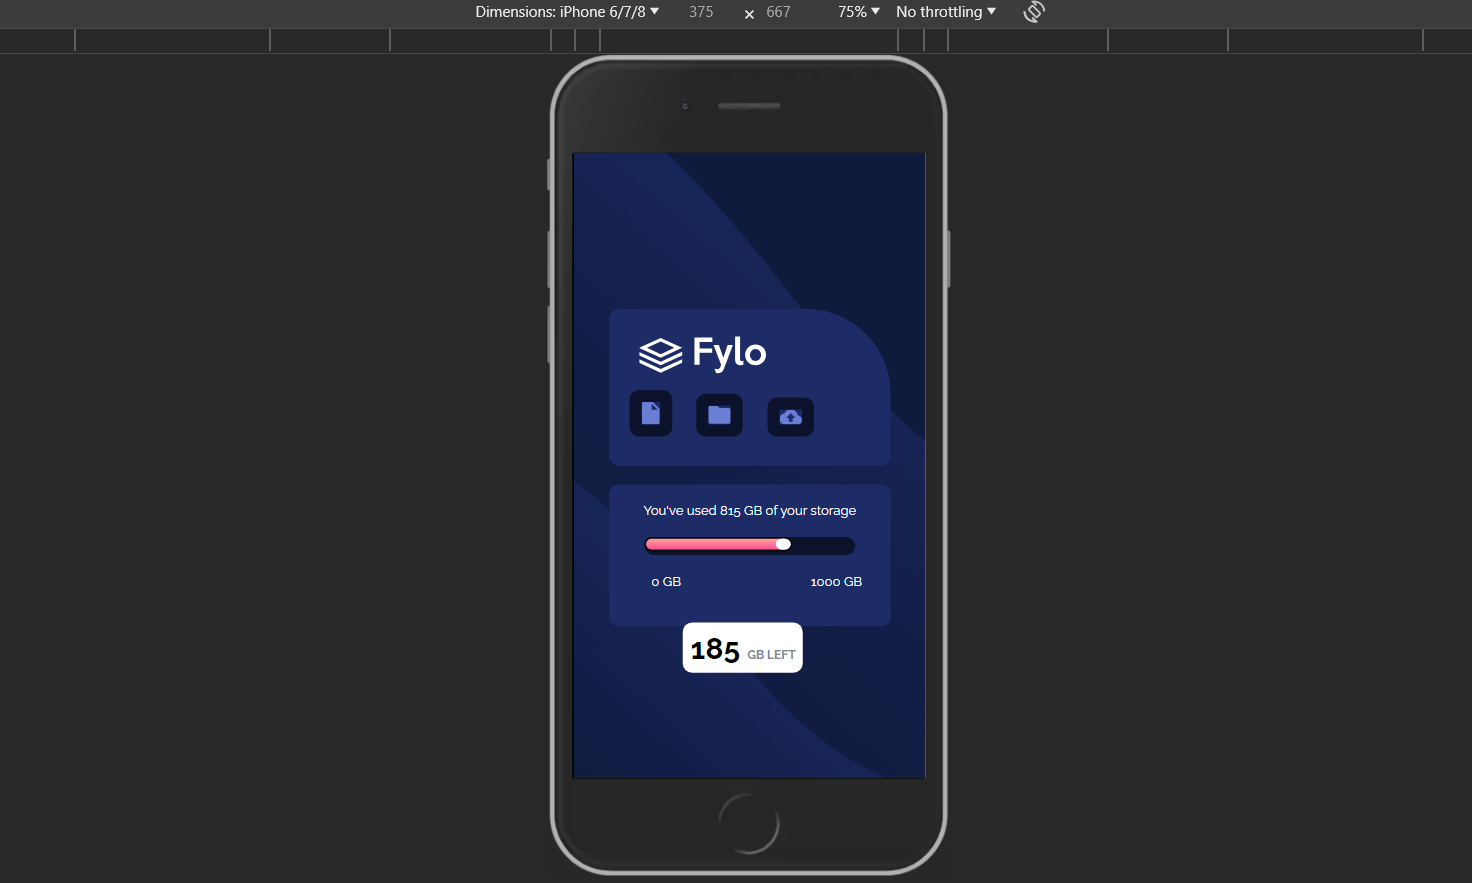 Dimensions: iPhone 6/7/8 375 × 667 75% No throttling
Fylo
You've used 815 GB of your storage
0 GB 1000 GB
185 GB LEFT